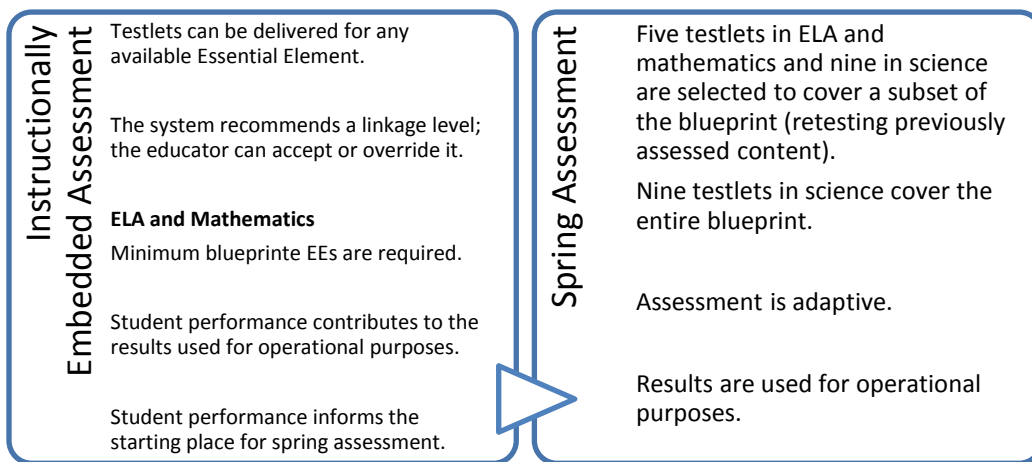 Instructionally
Embedded Assessment
Testlets can be delivered for any
available Essential Element.
The system recommends a linkage level;
the educator can accept or override it.
ELA and Mathematics
Minimum blueprinte EEs are required.
Student performance contributes to the
results used for operational purposes.
Student performance informs the
starting place for spring assessment.
Spring Assessment
Five testlets in ELA and
mathematics and nine in science
are selected to cover a subset of
the blueprint (retesting previously
assessed content).
Nine testlets in science cover the
entire blueprint.
Assessment is adaptive.
Results are used for operational
purposes.